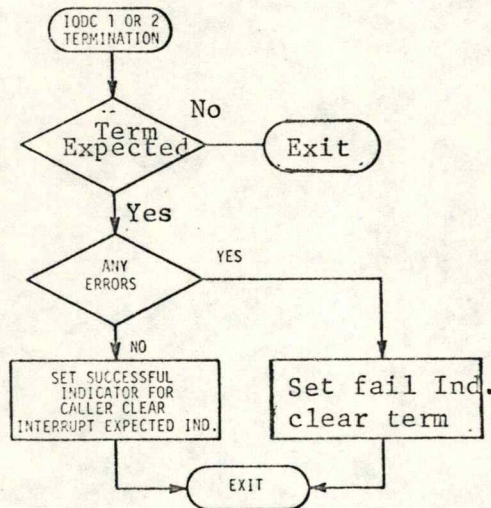 IODC 1 OR 2
TERMINATION
No
Term
Expected
Exit
Yes
ANY
ERRORS
YES
NO
SET SUCCESSFUL
INDICATOR FOR
CALLER CLEAR
INTERRUPT EXPECTED IND.
Set fail Ind.
clear term
EXIT